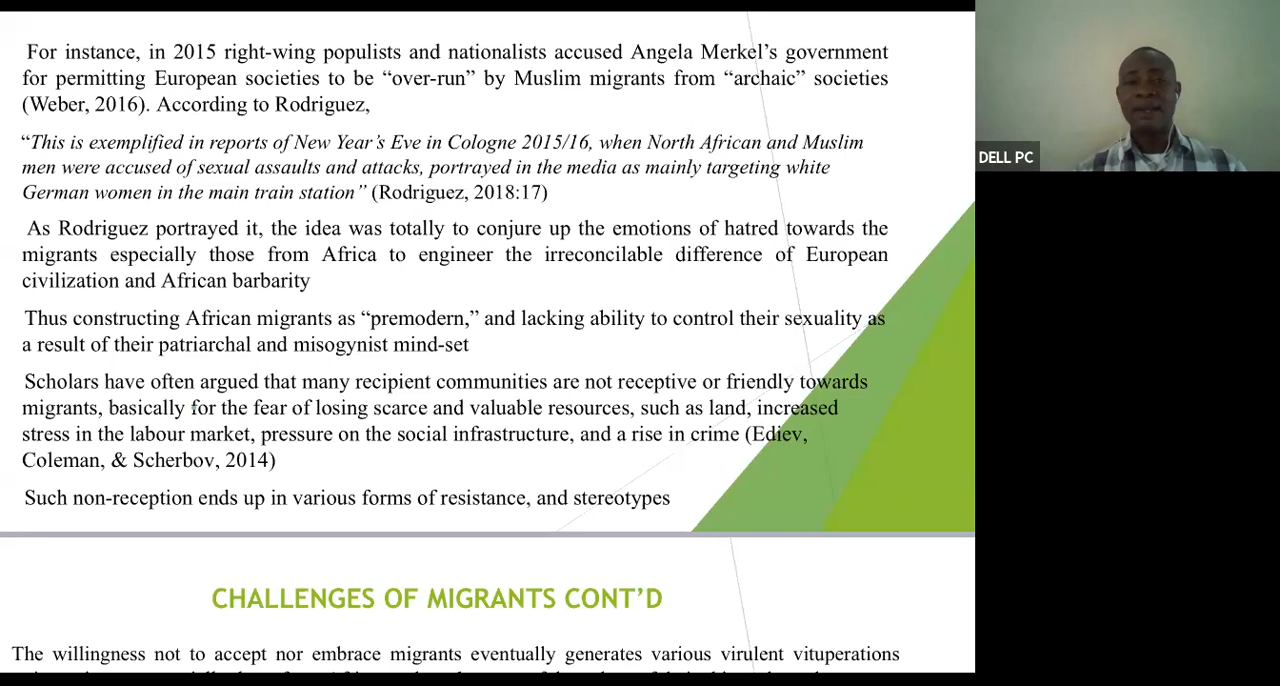 For instance, in 2015 right-wing populists and nationalists accused Angela Merkel’s government
for permitting European societies to be “over-run” by Muslim migrants from “archaic” societies
(Weber, 2016). According to Rodriguez,
“This is exemplified in reports of New Year’s Eve in Cologne 2015/16, when North African and Muslim
men were accused of sexual assaults and attacks, portrayed in the media as mainly targeting white
German women in the main train station” (Rodriguez, 2018:17)
As Rodriguez portrayed it, the idea was totally to conjure up the emotions of hatred towards the
migrants especially those from Africa to engineer the irreconcilable difference of European
civilization and African barbarity
Thus constructing African migrants as “premodern,” and lacking ability to control their sexuality as
a result of their patriarchal and misogynist mind-set
Scholars have often argued that many recipient communities are not receptive or friendly towards
migrants, basically for the fear of losing scarce and valuable resources, such as land, increased
stress in the labour market, pressure on the social infrastructure, and a rise in crime (Ediev,
Coleman, & Scherbov, 2014)
Such non-reception ends up in various forms of resistance, and stereotypes
CHALLENGES OF MIGRANTS CONT’D
The willingness not to accept nor embrace migrants eventually generates various virulent vituperations
DELL PC